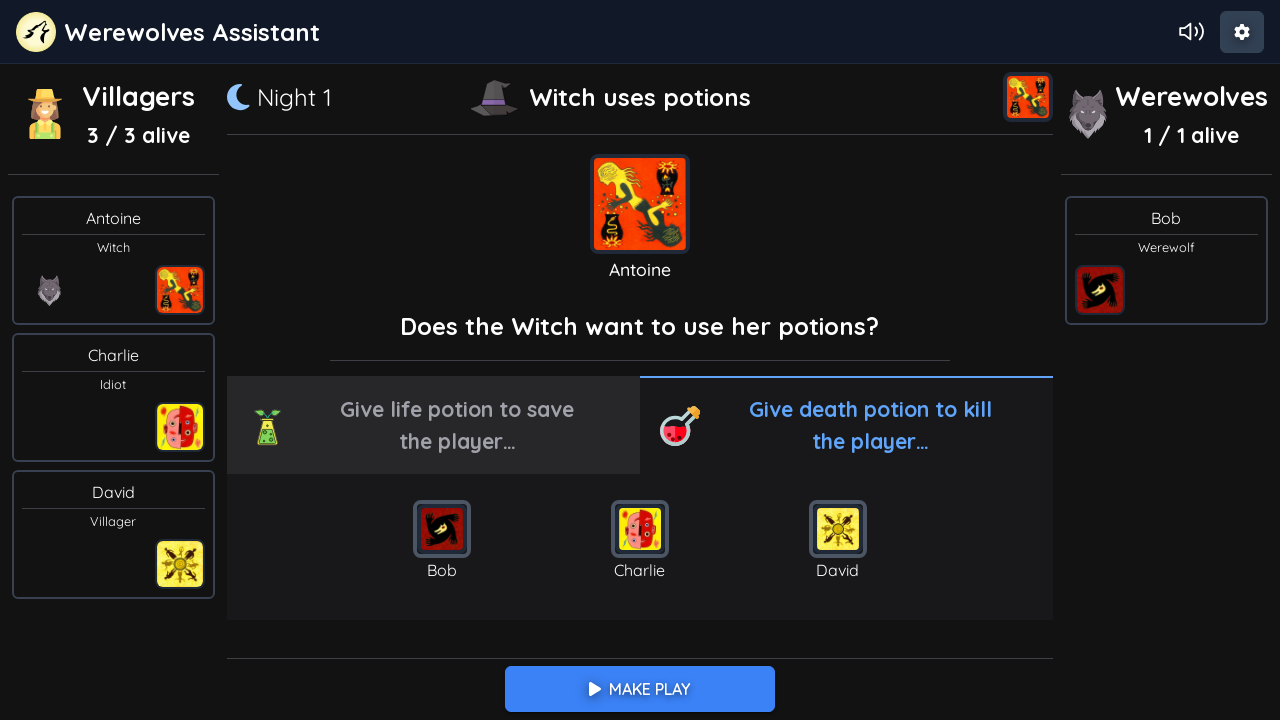 Werewolves Assistant
Villagers
3 / 3 alive
Night 1
Witch uses potions
Werewolves
1 / 1 alive
Antoine
Witch
Charlie
Idiot
David
Villager
Antoine
Does the Witch want to use her potions?
Give life potion to save
the player...
Give death potion to kill
the player...
Bob
Charlie
David
MAKE PLAY
Bob
Werewolf